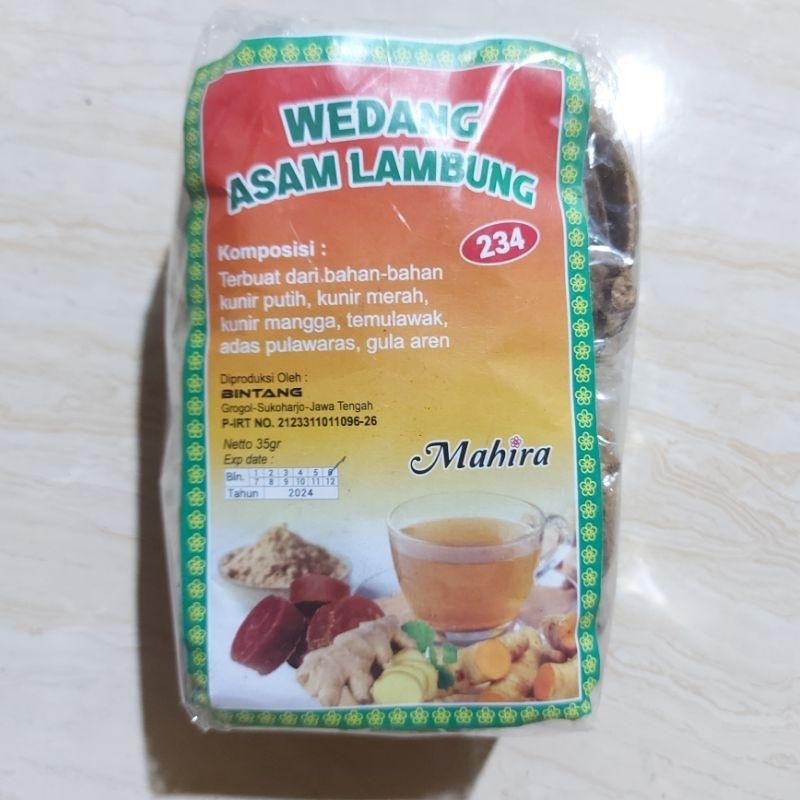 WEDANG
ASAM LAMBUNG
234
Komposisi :
Terbuat dari bahan-bahan
kunir putih, kunir merah,
kunir mangga, temulawak,
adas pulawaras, gula aren
Diproduksi Oleh :
BINTANG
Grogol-Sukoharjo-Jawa Tengah
P-IRT NO. 2123311011096-26
Netto 35gr
Exp date :
Bln. 1 2 3 4 5 6
7 8 9 10 11 12
Tahun 2024
Mahira